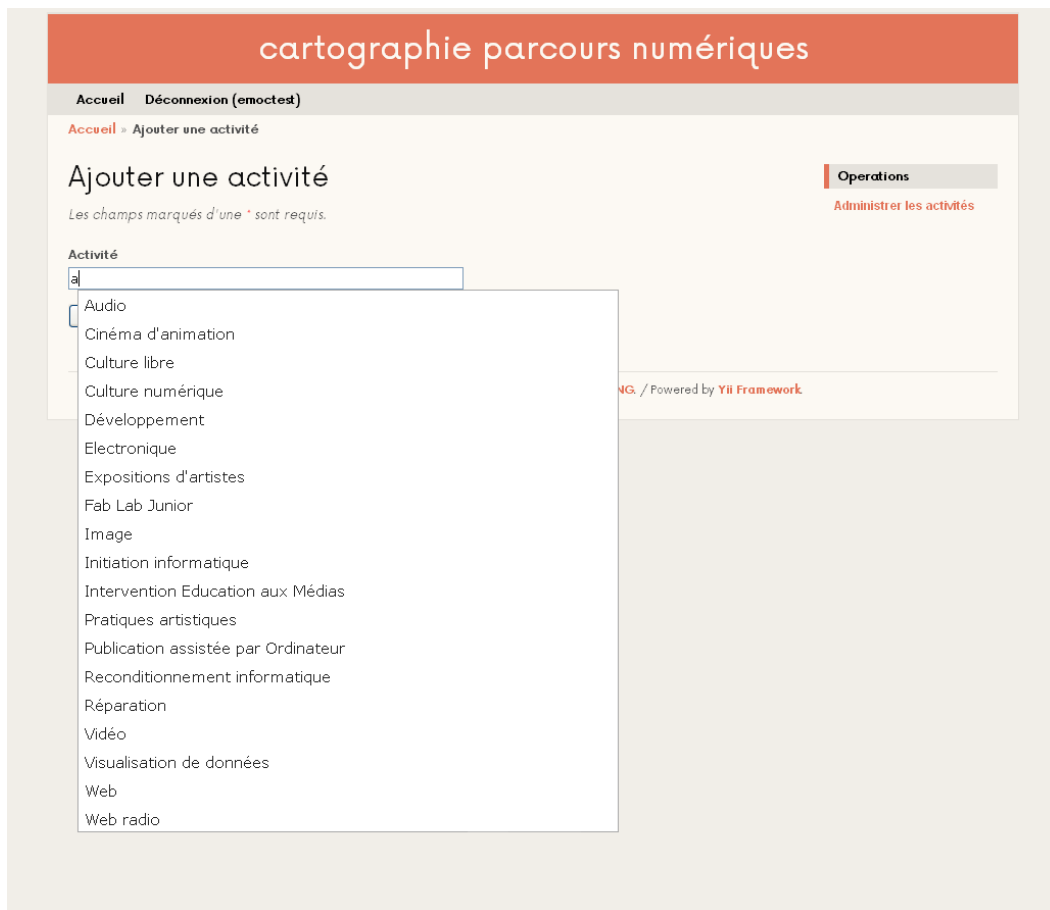 cartographie parcours numériques
Accueil Déconnexion (emoctest)
Accueil » Ajouter une activité
Ajouter une activité
Les champs marqués d'une * sont requis.
Operations
Administrer les activités
Activité
a
Audio
Cinéma d'animation
Culture libre
Culture numérique
Développement
Electronique
Expositions d'artistes
Fab Lab Junior
Image
Initiation informatique
Intervention Education aux Médias
Pratiques artistiques
Publication assistée par Ordinateur
Reconditionnement informatique
Réparation
Vidéo
Visualisation de données
Web
Web radio
/ Powered by Yii Framework.